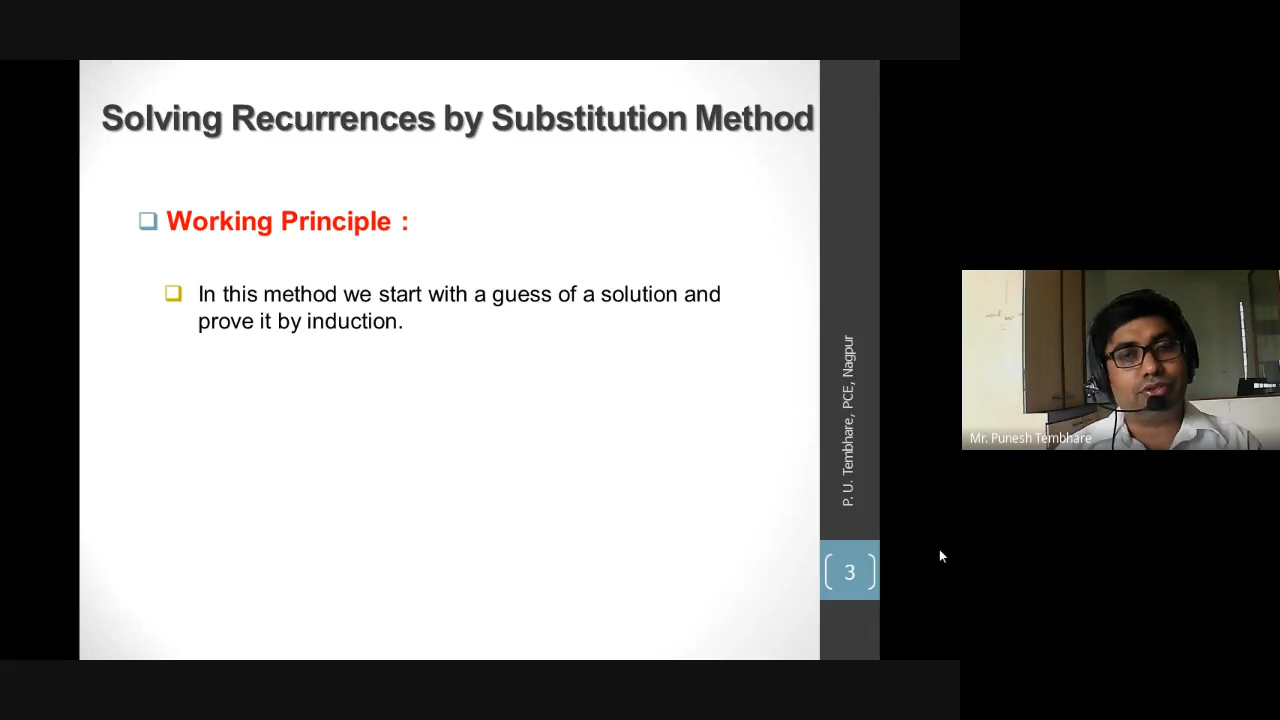 Solving Recurrences by Substitution Method
Working Principle :
In this method we start with a guess of a solution and
prove it by induction.
P. U. Tembhare, PCE, Nagpur
3
Mr. Punesh Tembhare